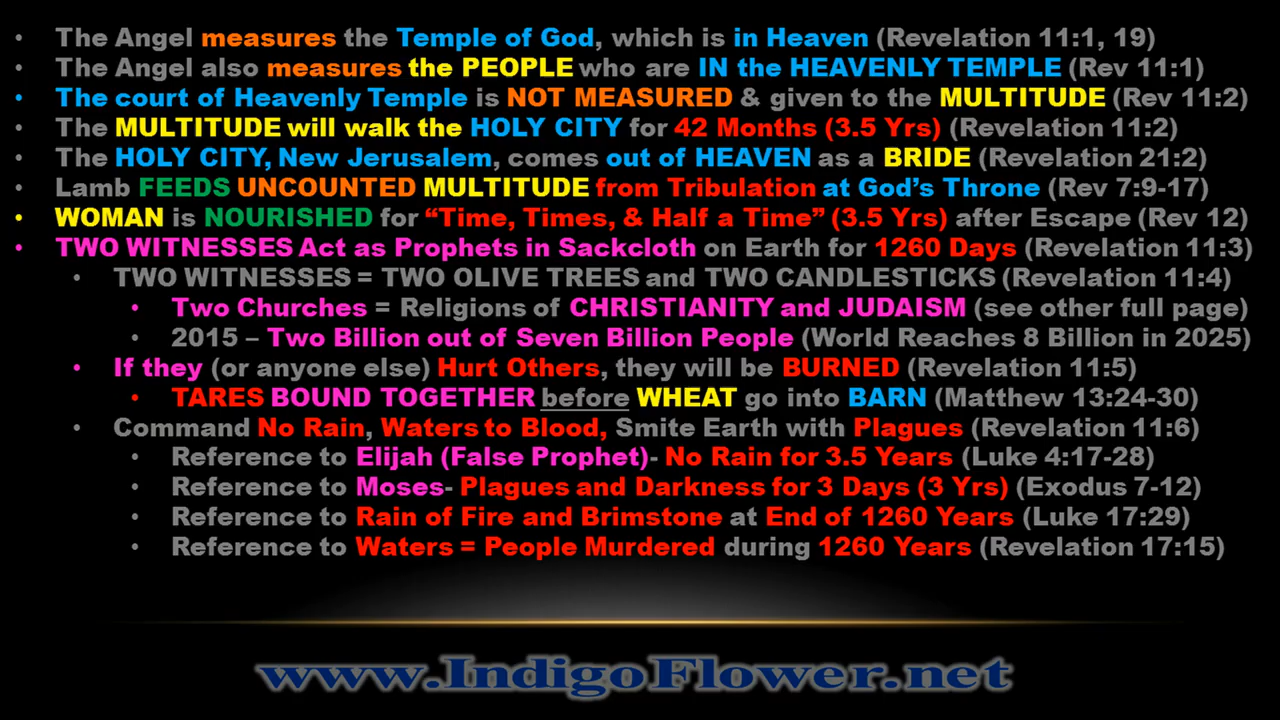 • The Angel measures the Temple of God, which is in Heaven (Revelation 11:1, 19)
• The Angel also measures the PEOPLE who are IN the HEAVENLY TEMPLE (Rev 11:1)
• The court of Heavenly Temple is NOT MEASURED & given to the MULTITUDE (Rev 11:2)
• The MULTITUDE will walk the HOLY CITY for 42 Months (3.5 Yrs) (Revelation 11:2)
• The HOLY CITY, New Jerusalem, comes out of HEAVEN as a BRIDE (Revelation 21:2)
• Lamb FEEDS UNCOUNTED MULTITUDE from Tribulation at God's Throne (Rev 7:9-17)
• WOMAN is NOURISHED for “Time, Times, & Half a Time” (3.5 Yrs) after Escape (Rev 12)
• TWO WITNESSES Act as Prophets in Sackcloth on Earth for 1260 Days (Revelation 11:3)
• TWO WITNESSES = TWO OLIVE TREES and TWO CANDLESTICKS (Revelation 11:4)
• Two Churches = Religions of CHRISTIANITY and JUDAISM (see other full page)
• 2015 – Two Billion out of Seven Billion People (World Reaches 8 Billion in 2025)
• If they (or anyone else) Hurt Others, they will be BURNED (Revelation 11:5)
• TARES BOUND TOGETHER before WHEAT go into BARN (Matthew 13:24-30)
• Command No Rain, Waters to Blood, Smite Earth with Plagues (Revelation 11:6)
• Reference to Elijah (False Prophet)- No Rain for 3.5 Years (Luke 4:17-28)
• Reference to Moses- Plagues and Darkness for 3 Days (3 Yrs) (Exodus 7-12)
• Reference to Rain of Fire and Brimstone at End of 1260 Years (Luke 17:29)
• Reference to Waters = People Murdered during 1260 Years (Revelation 17:15)
www.IndigoFlower.net